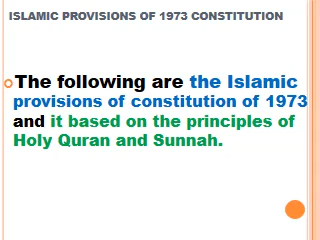 ISLAMIC PROVISIONS OF 1973 CONSTITUTION
The following are the Islamic
provisions of constitution of 1973
and it based on the principles of
Holy Quran and Sunnah.